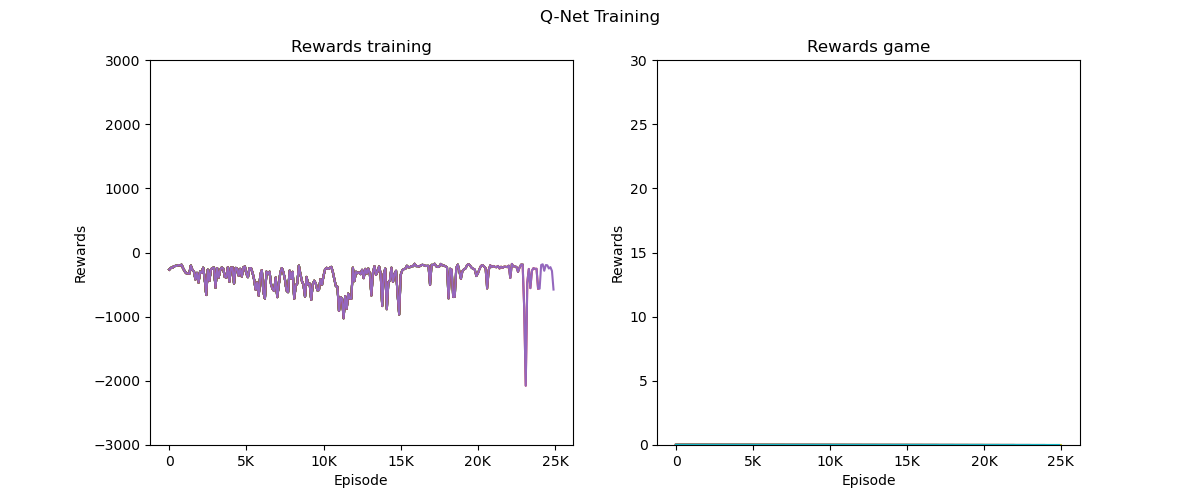 Q-Net Training
Rewards training
Rewards
3000
2000
1000
0
−1000
−2000
−3000
0 5K 10K 15K 20K 25K
Episode
Rewards game
Rewards
30
25
20
15
10
5
0
0 5K 10K 15K 20K 25K
Episode